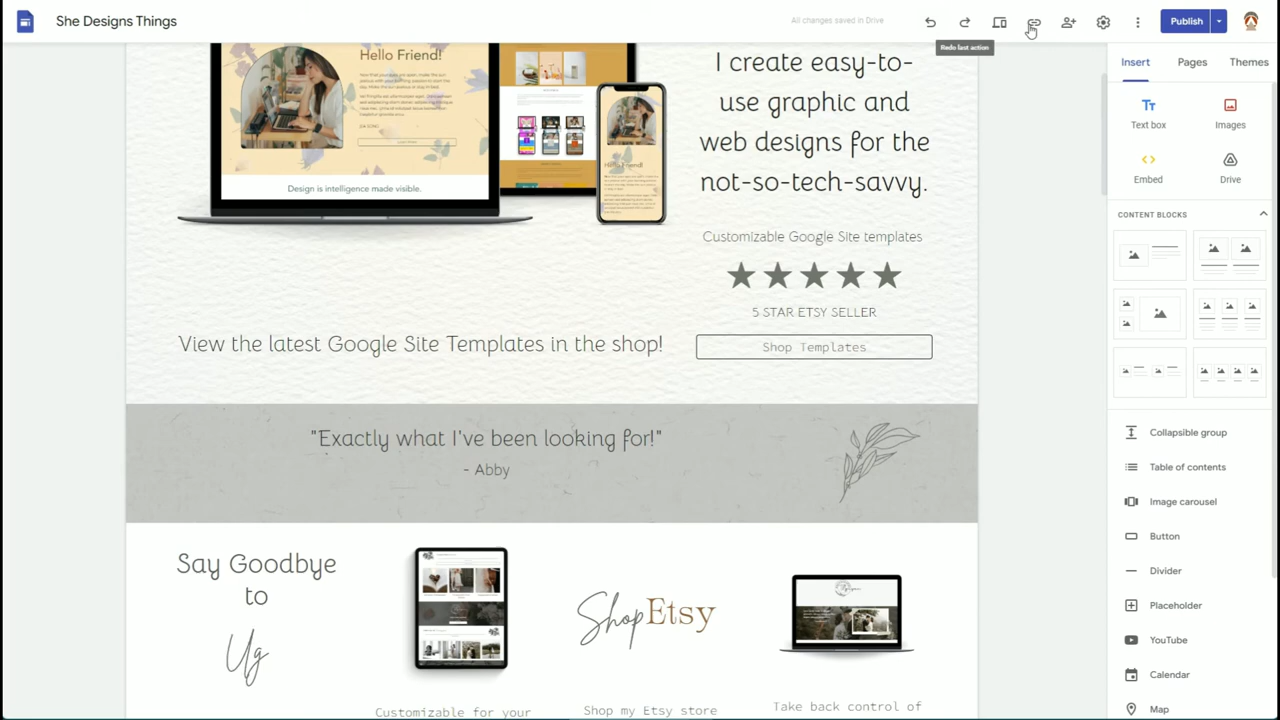 She Designs Things
All changes saved in Drive
Publish
Redo last action
Insert
Pages
Themes
Text box
Images
Embed
Drive
CONTENT BLOCKS
Collapsible group
Table of contents
Image carousel
Button
Divider
Placeholder
YouTube
Calendar
Map
Hello Friend!
Design is intelligence made visible.
Hello Friend!
I create easy-to-
use graphic and
web designs for the
not-so-tech-savvy.
Customizable Google Site templates
5 STAR ETSY SELLER
View the latest Google Site Templates in the shop!
Shop Templates
"Exactly what I've been looking for!"
- Abby
Say Goodbye
to
Ug
Shop Etsy
Customizable for your
Shop my Etsy store
Take back control of